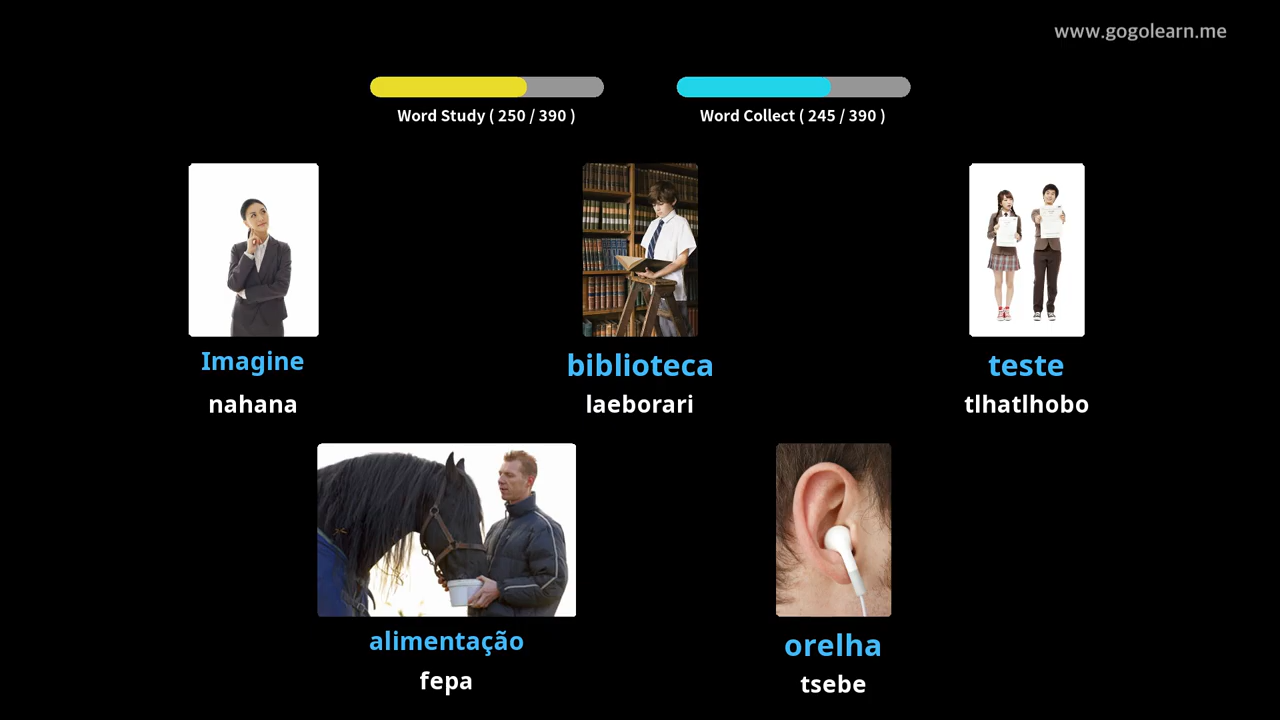 www.gogolearn.me
Word Study ( 250 / 390 )
Word Collect ( 245 / 390 )
Imagine
nahana
biblioteca
laeborari
teste
tlhatlhobo
alimentação
fepa
orelha
tsebe